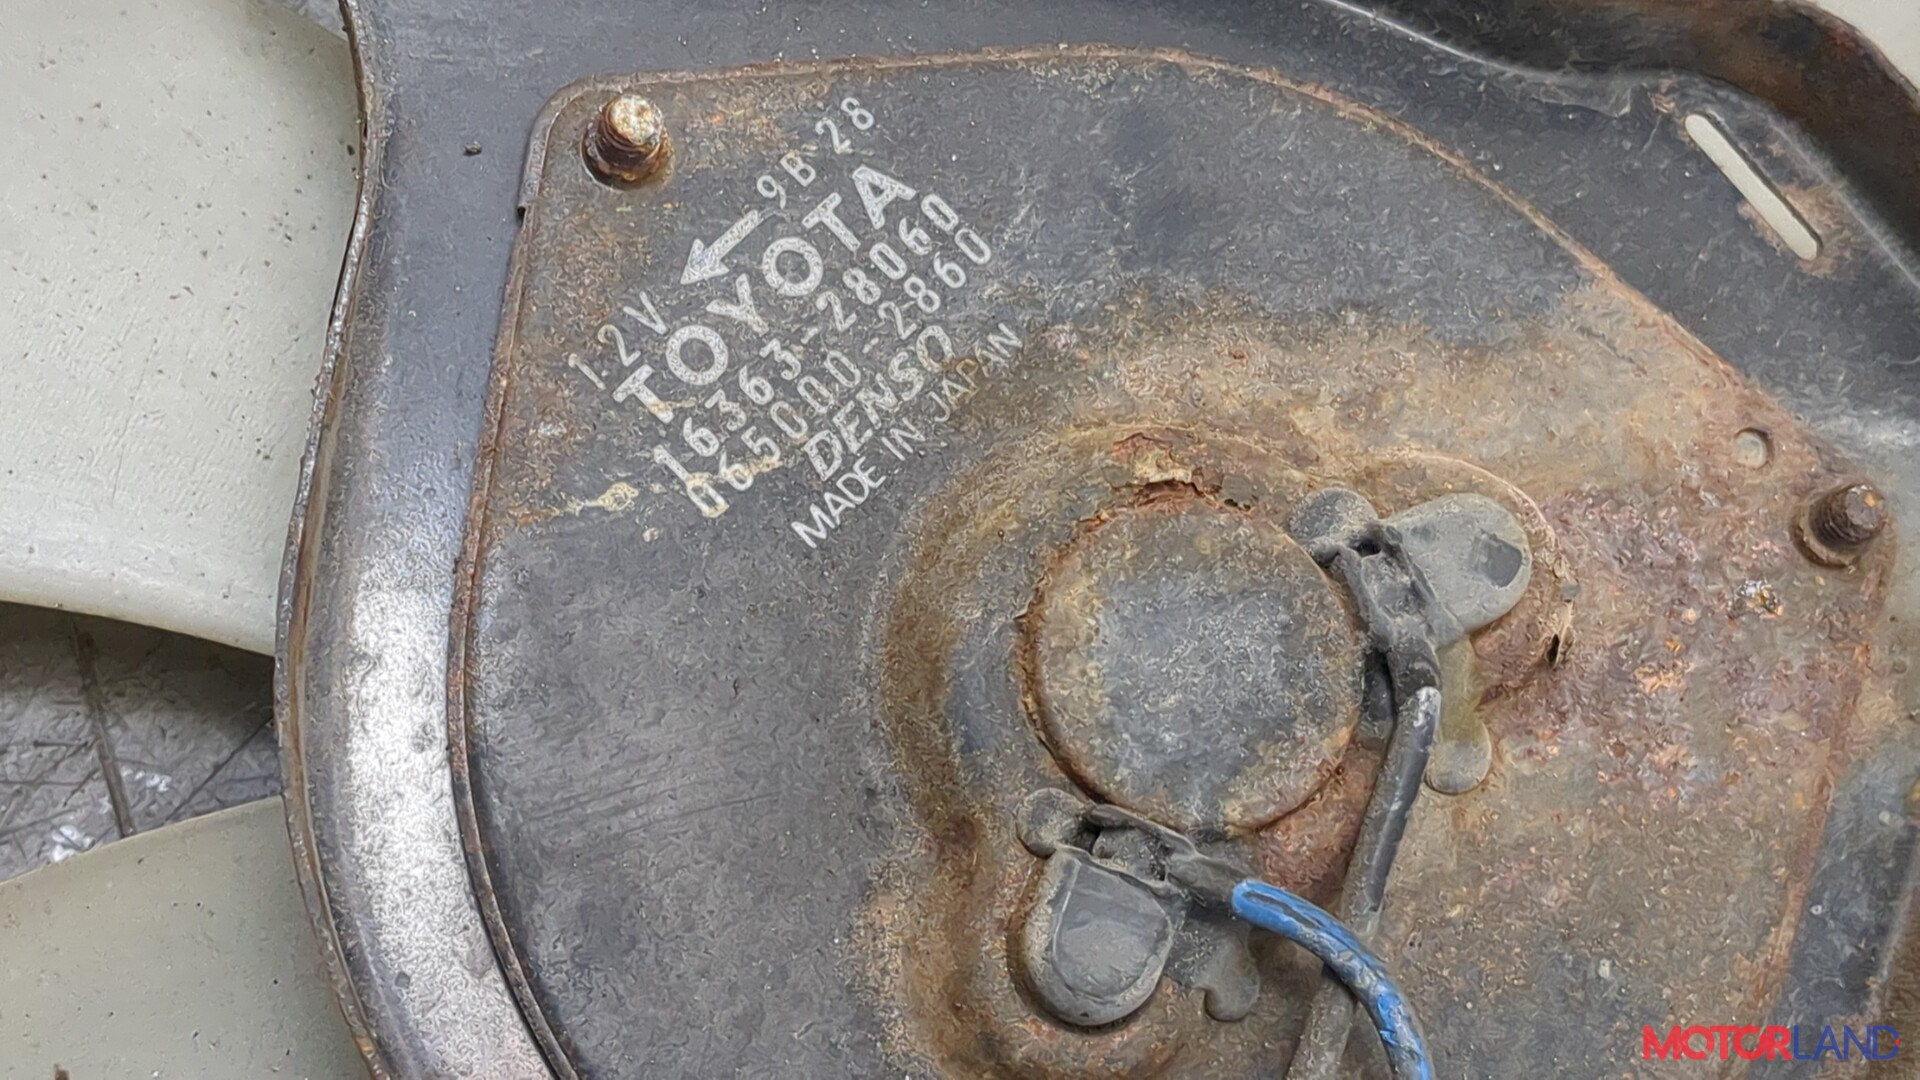 12V ← 9B-28
TOYOTA
16363-28060
065000-2860
DENSO
MADE IN JAPAN
MOTORLAND